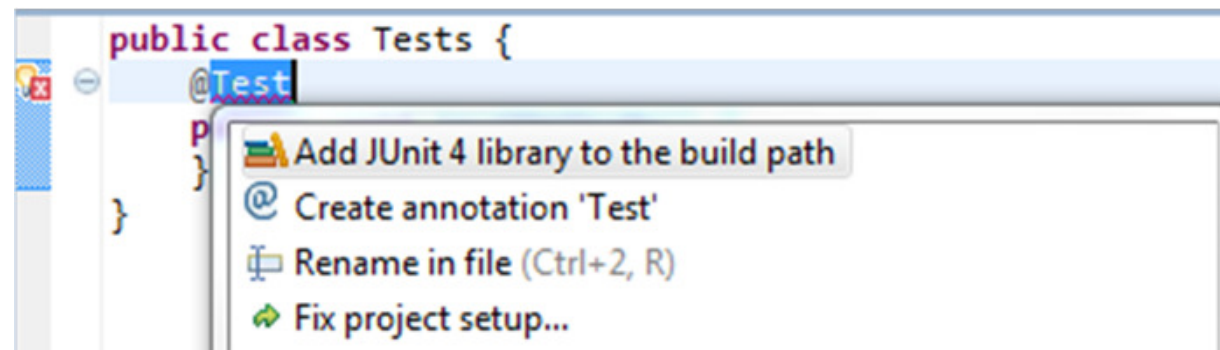 public class Tests {
@Test
p
Add JUnit 4 library to the build path
}
Create annotation 'Test'
}
Rename in file (Ctrl+2, R)
Fix project setup...